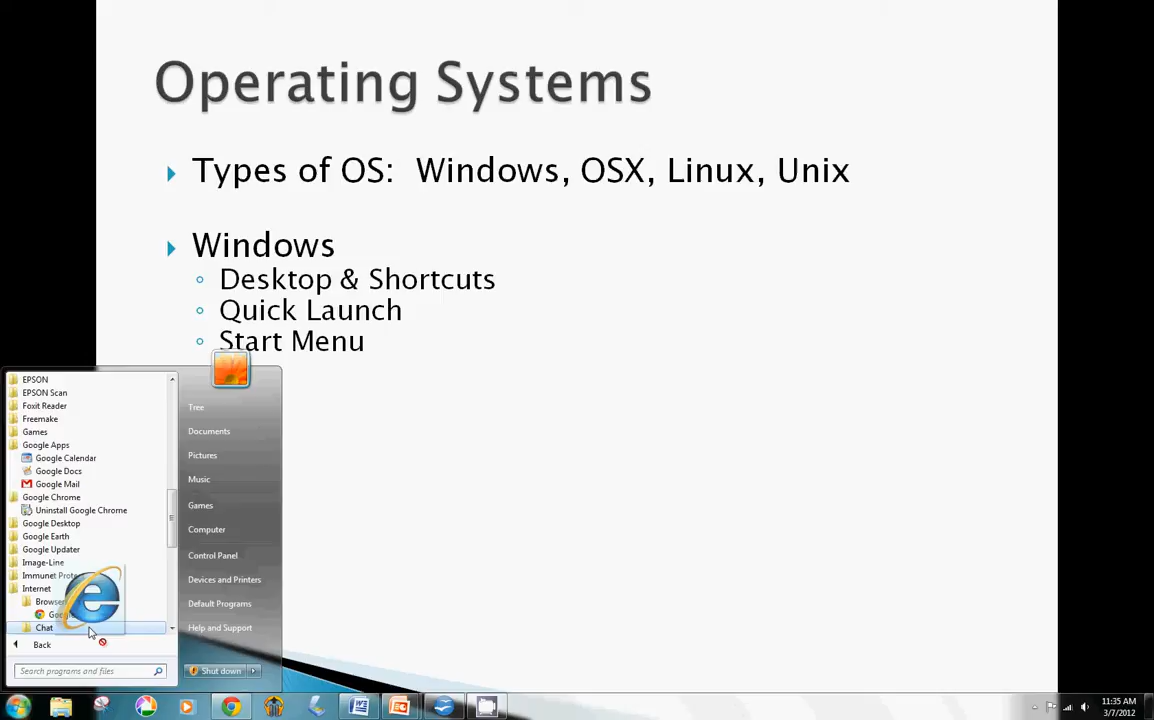 Operating Systems
Types of OS: Windows, OSX, Linux, Unix
Windows
Desktop & Shortcuts
Quick Launch
Start Menu
EPSON
EPSON Scan
Foxit Reader
Freemake
Games
Google Apps
Google Calendar
Google Docs
Google Mail
Google Chrome
Uninstall Google Chrome
Google Desktop
Google Earth
Google Updater
Image-Line
Immunet
Internet
Chat
Back
Search programs and files
Tree
Documents
Pictures
Music
Games
Computer
Control Panel
Devices and Printers
Default Programs
Help and Support
Shut down
11:35 AM
3/7/2012